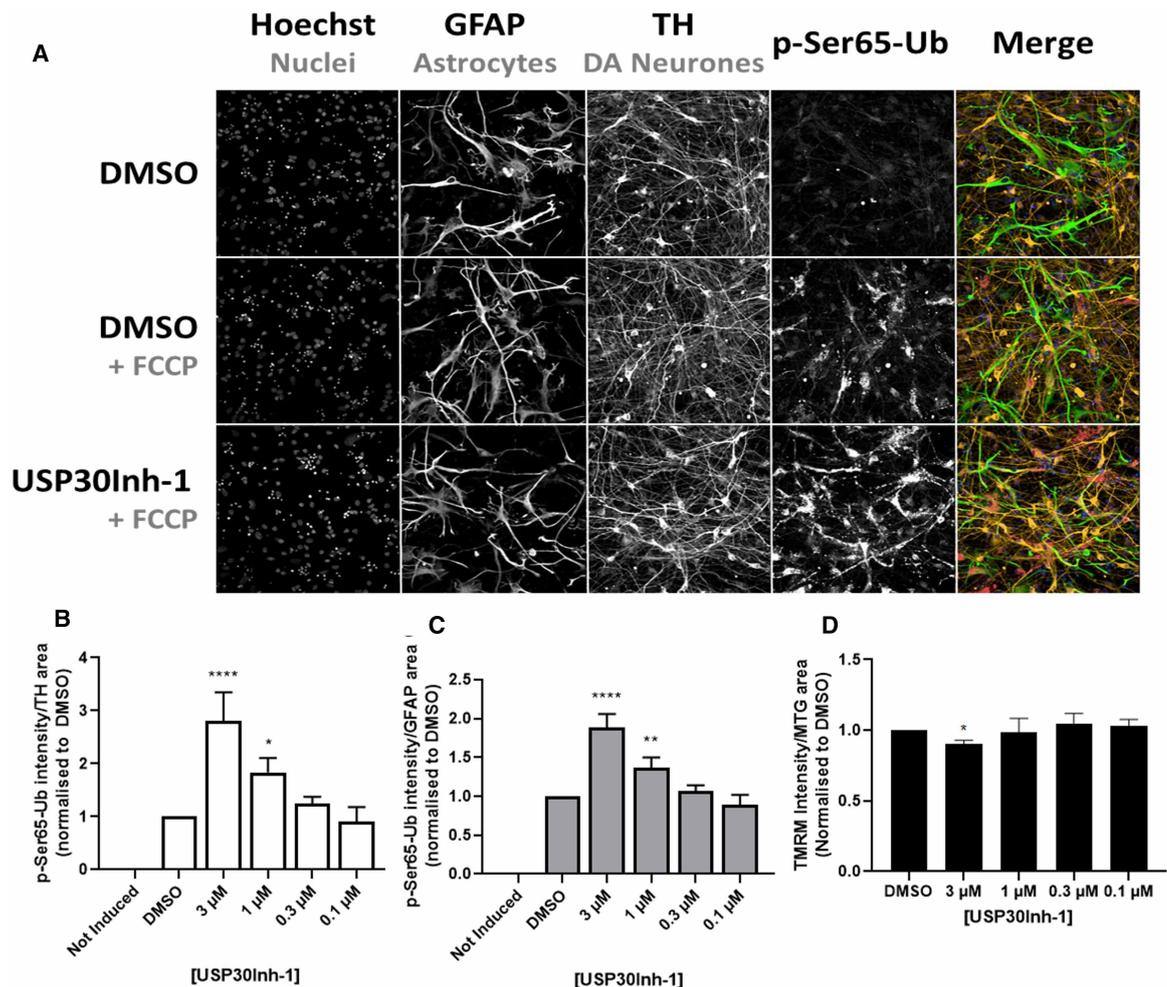 A
Hoechst
Nuclei
GFAP
Astrocytes
TH
DA Neurones
p-Ser65-Ub
Merge
DMSO
DMSO
+ FCCP
USP30Inh-1
+ FCCP
B
p-Ser65-Ub intensity/TH area
(normalised to DMSO)
4
3
2
1
0
****
*
Not Induced
DMSO
3 µM
1 µM
0.3 µM
0.1 µM
[USP30Inh-1]
C
p-Ser65-Ub intensity/GFAP area
(normalised to DMSO)
2.5
2.0
1.5
1.0
0.5
0.0
****
**
Not Induced
DMSO
3 µM
1 µM
0.3 µM
0.1 µM
[USP30Inh-1]
D
TMRM Intensity/MTG area
(Normalised to DMSO)
1.5
1.0
0.5
0.0
*
DMSO
3 µM
1 µM
0.3 µM
0.1 µM
[USP30Inh-1]